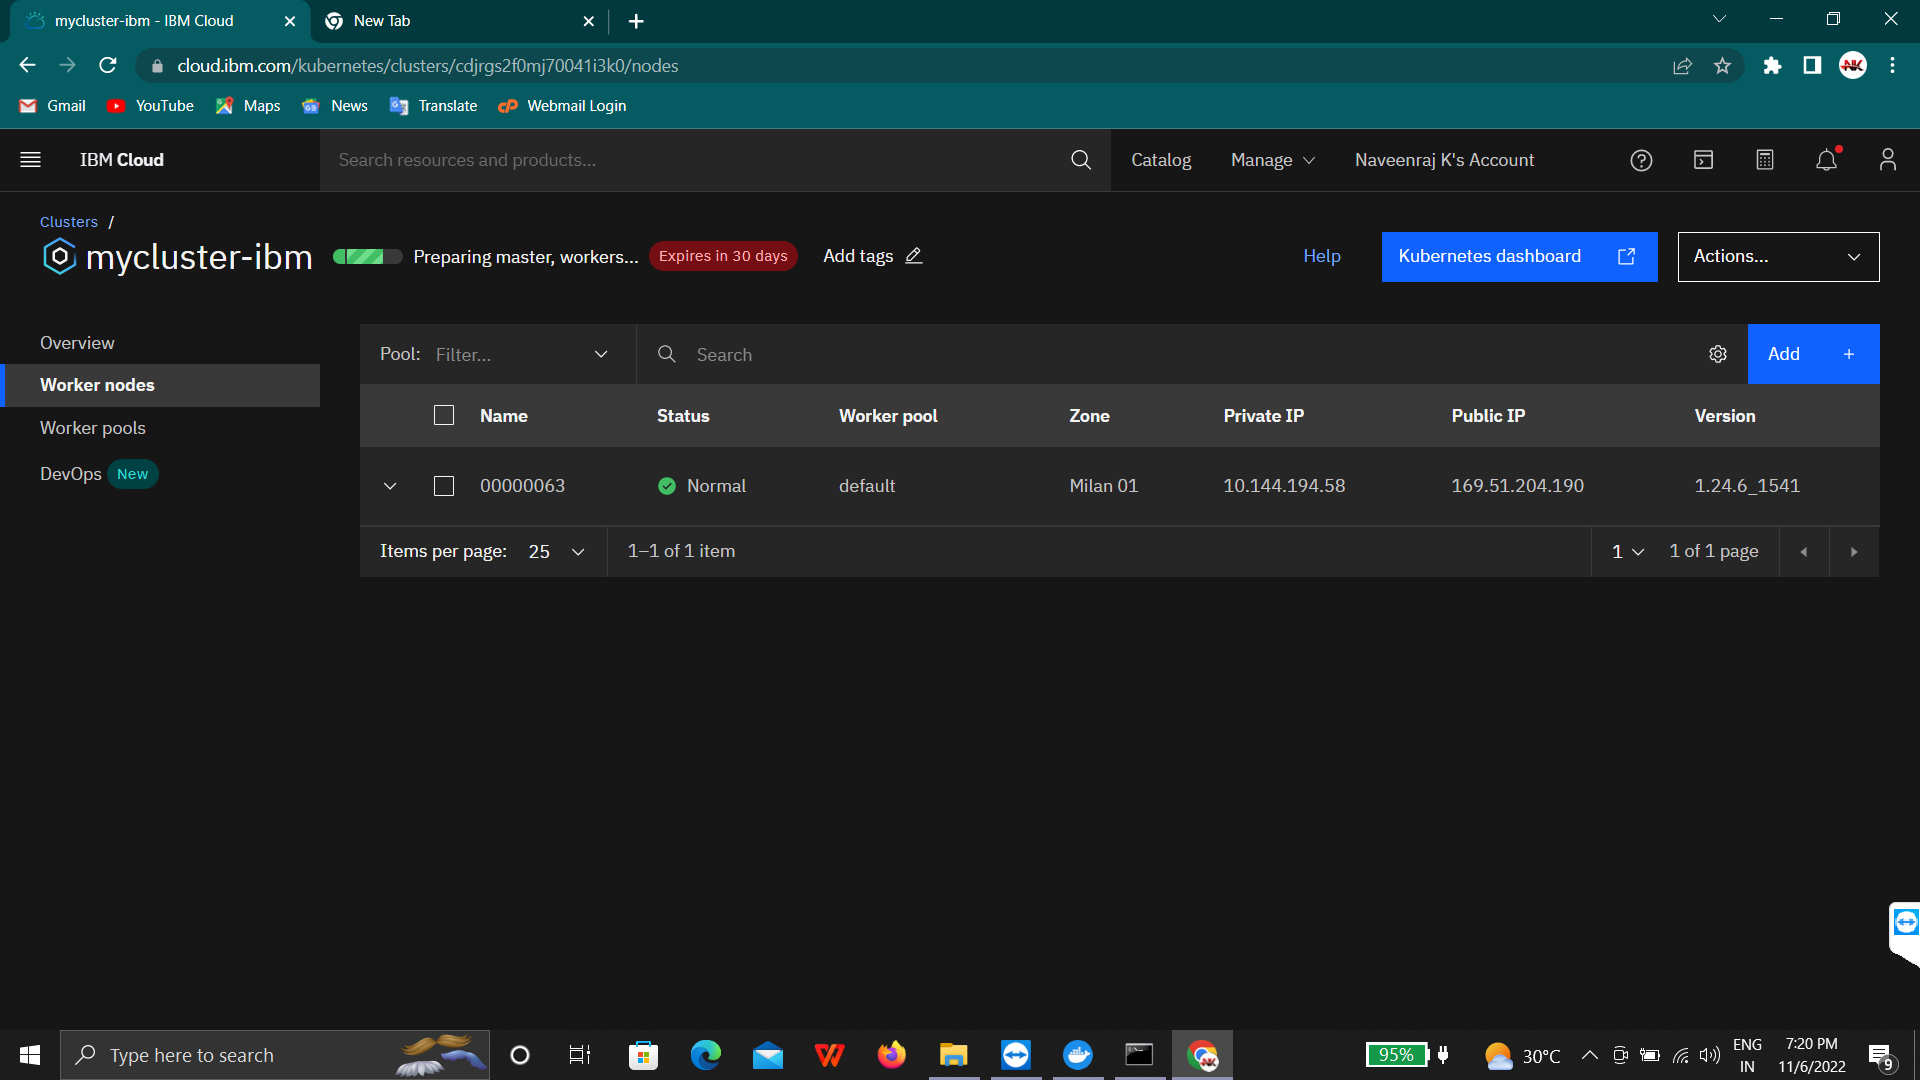 mycluster-ibm - IBM Cloud
New Tab
cloud.ibm.com/kubernetes/clusters/cdjrgs2f0mj70041i3k0/nodes
Gmail YouTube Maps News Translate Webmail Login
IBM Cloud
Search resources and products...
Catalog Manage Naveenraj K's Account
Clusters /
mycluster-ibm Preparing master, workers... Expires in 30 days Add tags Help Kubernetes dashboard Actions...
Overview
Worker nodes
Worker pools
DevOps New
Pool: Filter... Search Add +
Name Status Worker pool Zone Private IP Public IP Version
00000063 Normal default Milan 01 10.144.194.58 169.51.204.190 1.24.6_1541
Items per page: 25 1–1 of 1 item 1 1 of 1 page
Type here to search
95%
30°C
ENG
IN
7:20 PM
11/6/2022
9